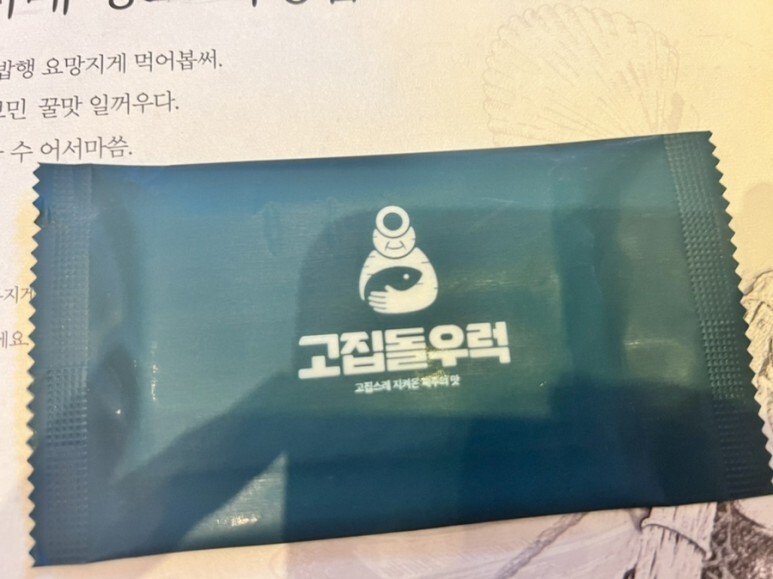 밥행 요망지게 먹어봅써.
꿀맛 일꺼우다.
수 어서마씀.
고집돌우럭
고집스레 지켜온 제주의 맛